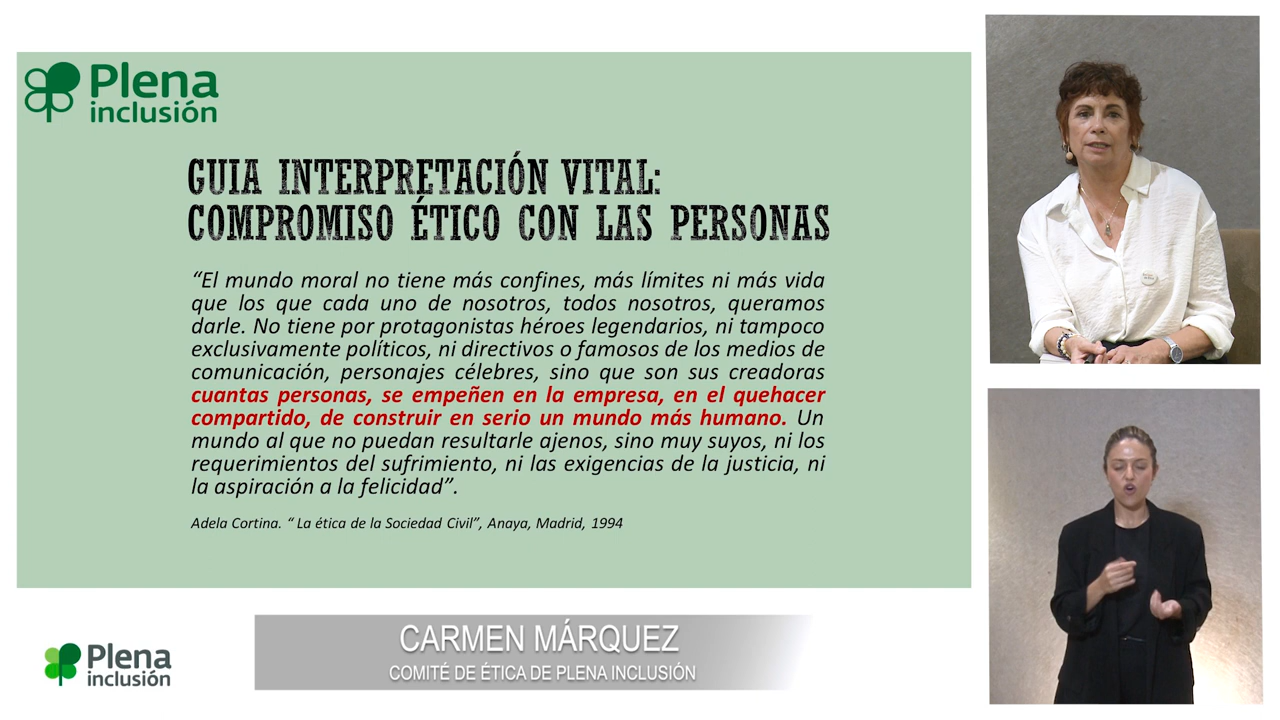 Plena
inclusión
GUIA INTERPRETACIÓN VITAL:
COMPROMISO ÉTICO CON LAS PERSONAS
“El mundo moral no tiene más confines, más límites ni más vida
que los que cada uno de nosotros, todos nosotros, queramos
darle. No tiene por protagonistas héroes legendarios, ni tampoco
exclusivamente políticos, ni directivos o famosos de los medios de
comunicación, personajes célebres, sino que son sus creadoras
cuantas personas, se empeñen en la empresa, en el quehacer
compartido, de construir en serio un mundo más humano. Un
mundo al que no puedan resultarle ajenos, sino muy suyos, ni los
requerimientos del sufrimiento, ni las exigencias de la justicia, ni
la aspiración a la felicidad”.
Adela Cortina. “ La ética de la Sociedad Civil”, Anaya, Madrid, 1994
CARMEN MÁRQUEZ
COMITÉ DE ÉTICA DE PLENA INCLUSIÓN
Plena
inclusión